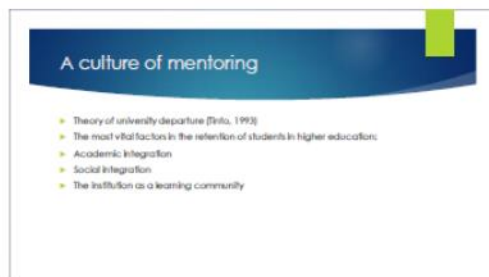 A culture of mentoring
Theory of university departure (Tinto, 1993)
The most vital factors in the retention of students in higher education:
Academic integration
Social integration
The institution as a learning community